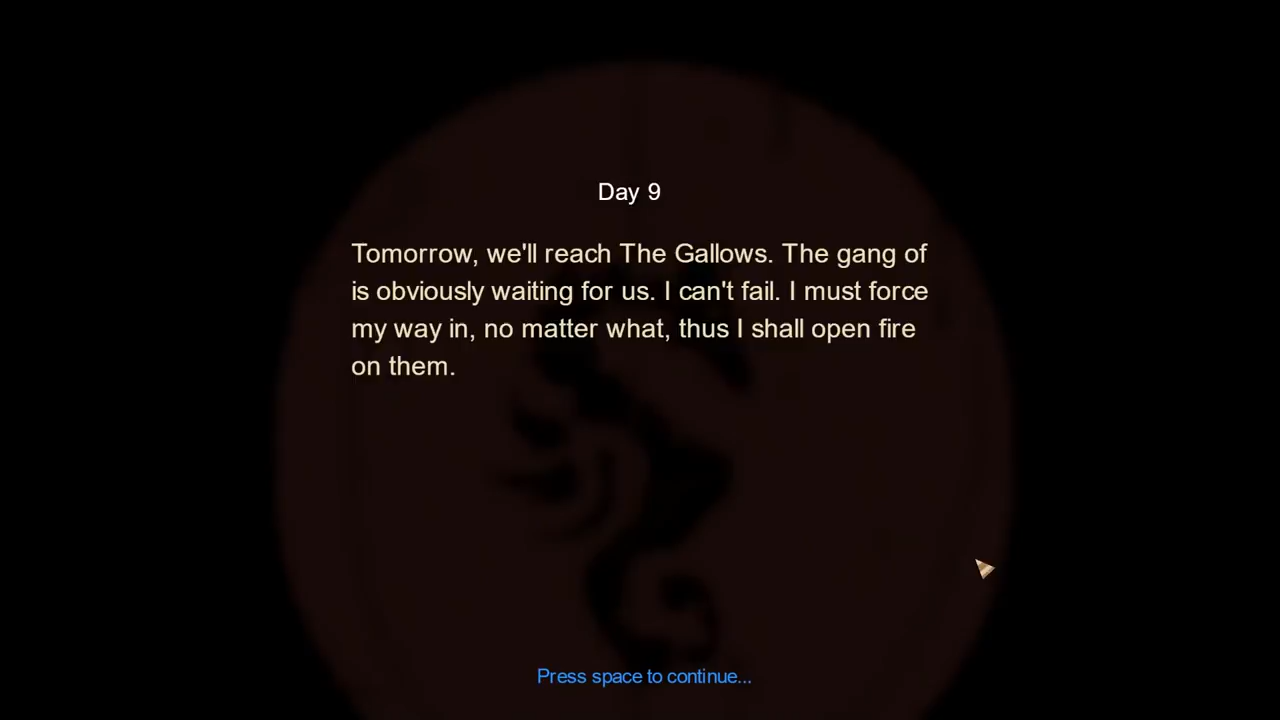 Day 9
Tomorrow, we'll reach The Gallows. The gang of
is obviously waiting for us. I can't fail. I must force
my way in, no matter what, thus I shall open fire
on them.
Press space to continue...